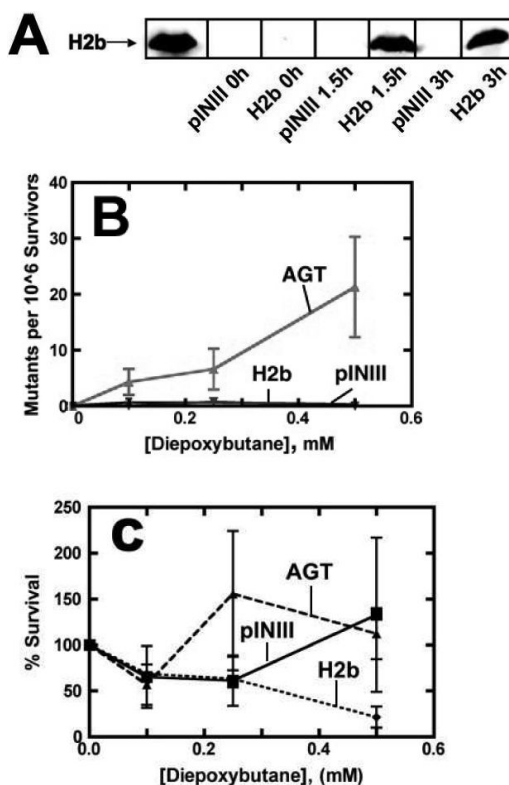 A
H2b
pINIII 0h
H2b 0h
pINIII 1.5h
H2b 1.5h
pINIII 3h
H2b 3h
B
Mutants per 10^6 Survivors
40
30
20
10
0
AGT
H2b
pINIII
0.2
0.4
0.6
[Diepoxybutane], mM
C
% Survival
250
200
150
100
50
0
AGT
pINIII
H2b
0.0
0.2
0.4
0.6
[Diepoxybutane], (mM)